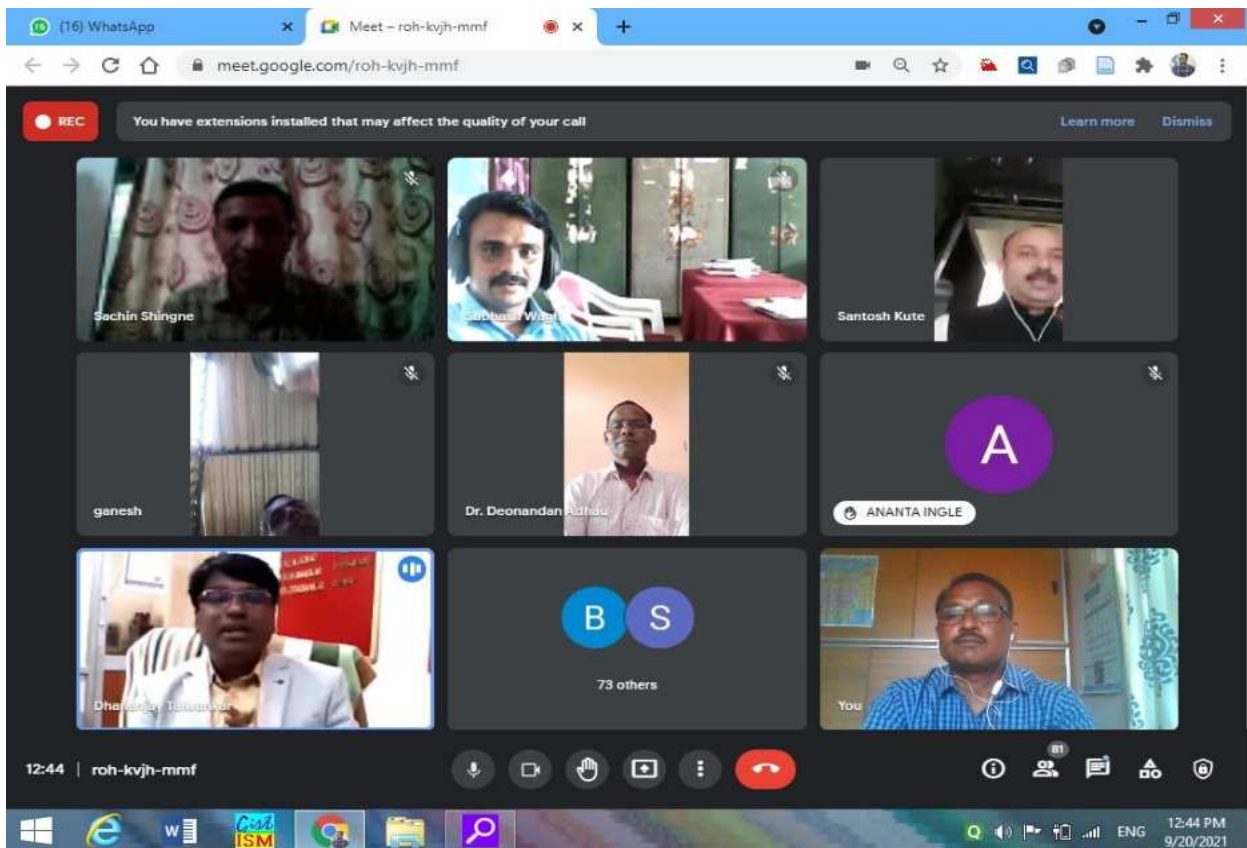 (16) WhatsApp
Meet – roh-kvjh-mmf
meet.google.com/roh-kvjh-mmf
REC
You have extensions installed that may affect the quality of your call
Learn more
Dismiss
Sachin Shingne
Santosh Kute
ganesh
Dr. Deonandan Adhau
A
ANANTA INGLE
B S
73 others
You
12:44 | roh-kvjh-mmf
81
W
Gist
ISM
ENG
12:44 PM
9/20/2021